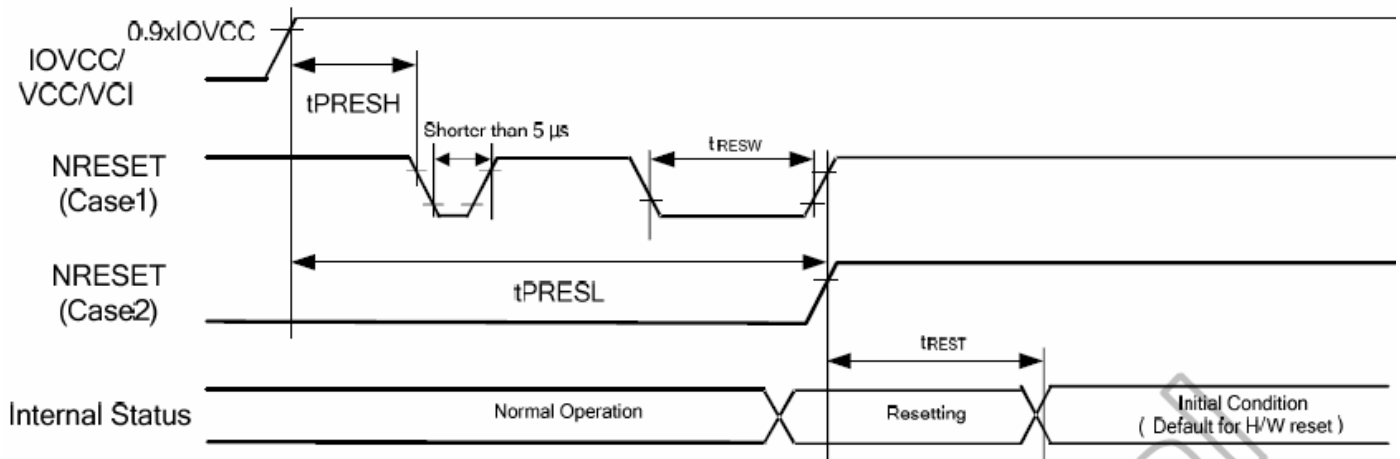 0.9xIOVCC
IOVCC/
VCC/VCI
tPRESH
Shorter than 5 µs
tRESW
NRESET
(Case1)
NRESET
(Case2)
tPRESL
tREST
Internal Status
Normal Operation
Resetting
Initial Condition
( Default for H/W reset )